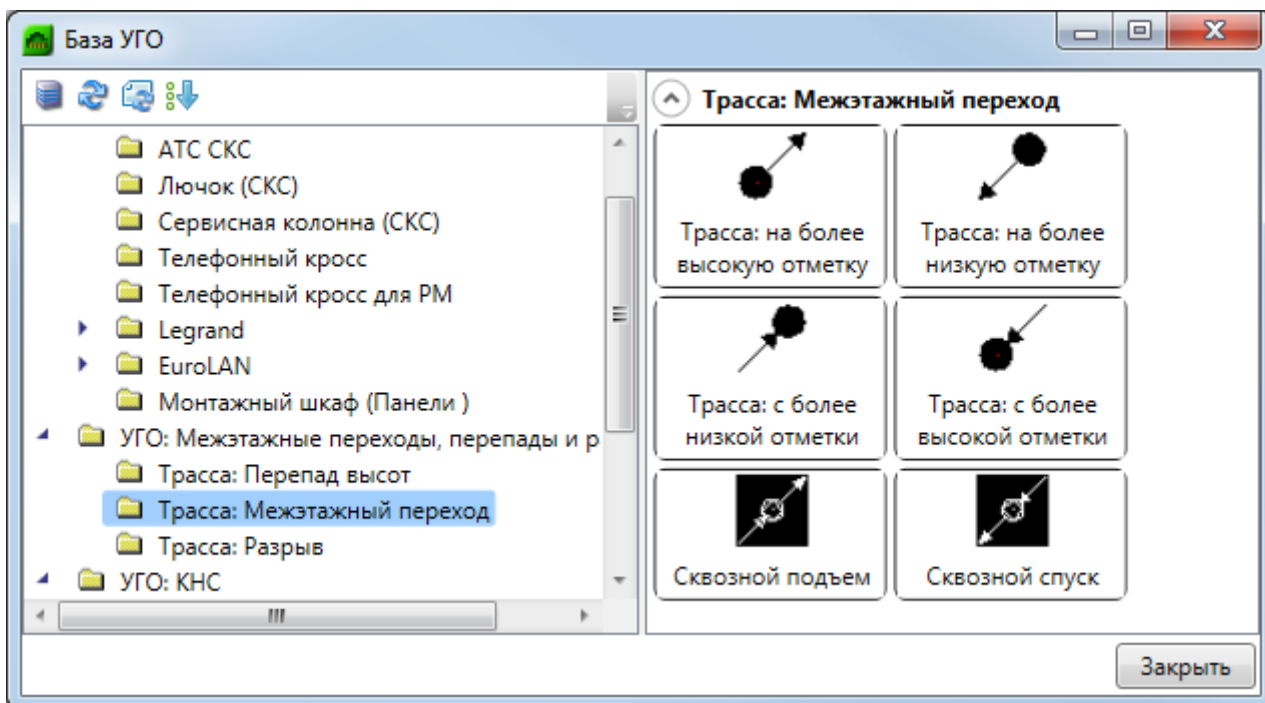 База УГО
АТС СКС
Лючок (СКС)
Сервисная колонна (СКС)
Телефонный кросс
Телефонный кросс для РМ
Legrand
EuroLAN
Монтажный шкаф (Панели )
УГО: Межэтажные переходы, перепады и р
Трасса: Перепад высот
Трасса: Межэтажный переход
Трасса: Разрыв
УГО: КНС
Трасса: Межэтажный переход
Трасса: на более
высокую отметку
Трасса: на более
низкую отметку
Трасса: с более
низкой отметки
Трасса: с более
высокой отметки
Сквозной подъем
Сквозной спуск
Закрыть